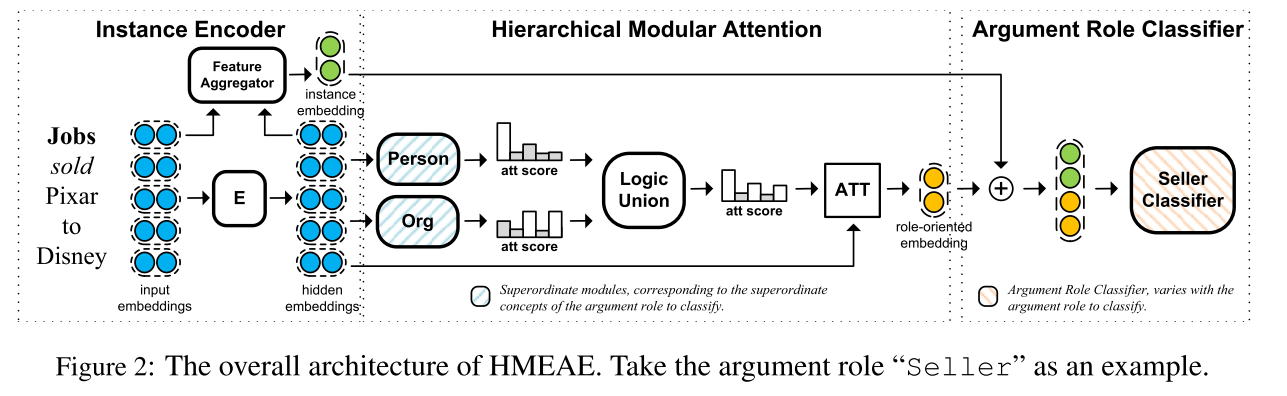 Instance Encoder
Hierarchical Modular Attention
Argument Role Classifier
Feature
Aggregator
instance
embedding
Jobs
sold
Pixar
to
Disney
E
input
embeddings
hidden
embeddings
Person
Org
att score
att score
Logic
Union
att score
ATT
role-oriented
embedding
+
Seller
Classifier
Superordinate modules, corresponding to the superordinate
concepts of the argument role to classify.
Argument Role Classifier, varies with the
argument role to classify.
Figure 2: The overall architecture of HMEAE. Take the argument role “Seller” as an example.